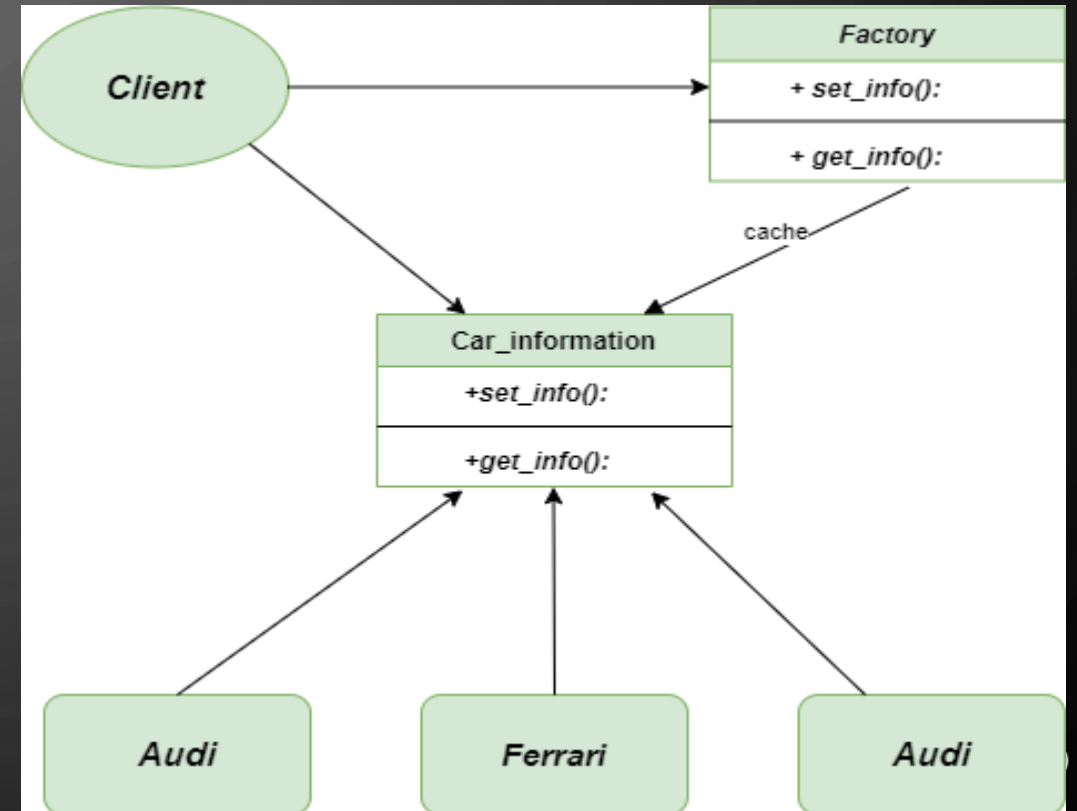 Client
Factory
+ set_info():
+ get_info():
cache
Car_information
+set_info():
+get_info():
Audi
Ferrari
Audi